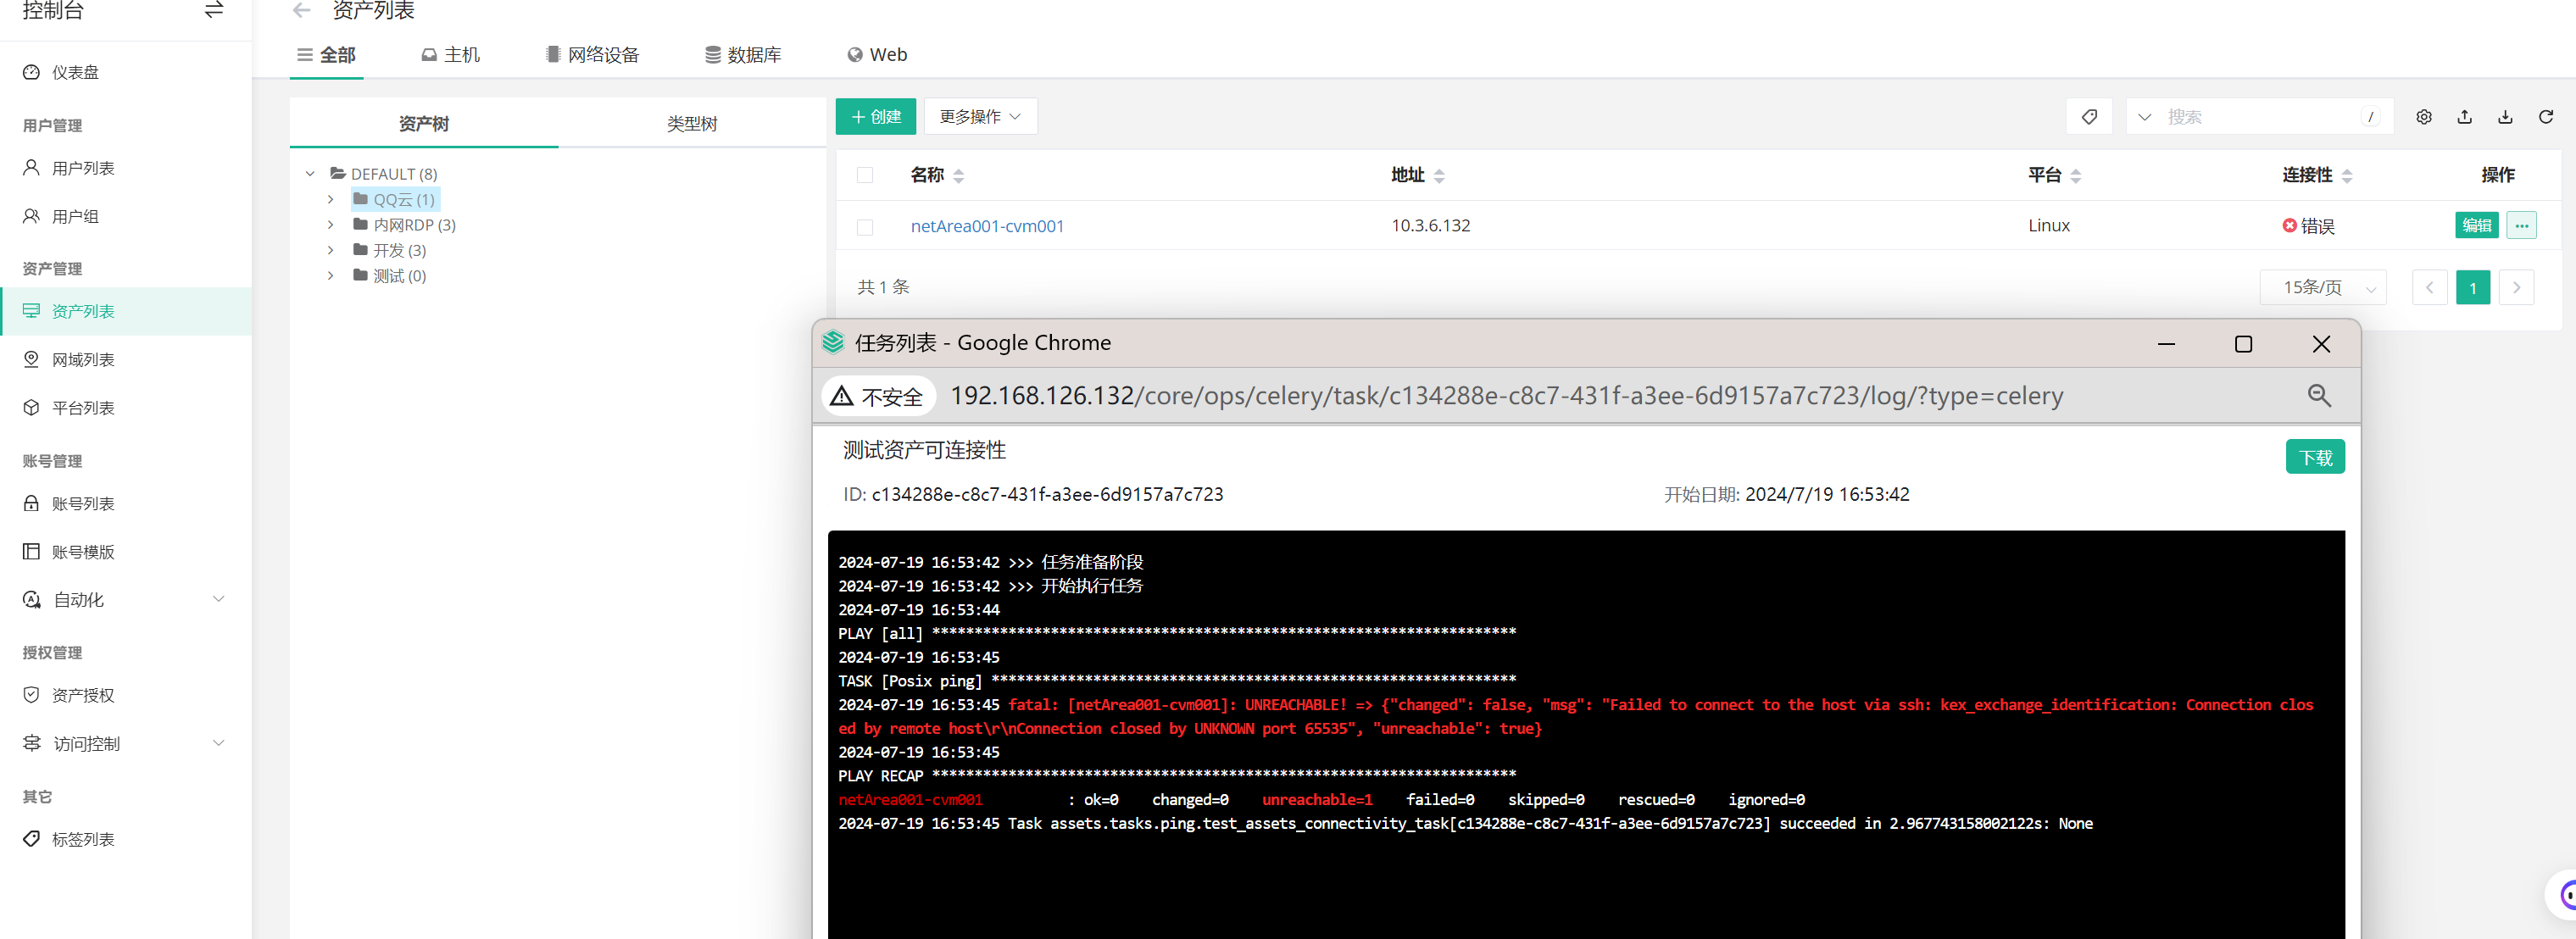 控制台
资产列表
全部
主机
网络设备
数据库
Web
仪表盘
用户管理
用户列表
用户组
资产管理
资产列表
网域列表
平台列表
账号管理
账号列表
账号模版
自动化
授权管理
资产授权
访问控制
其它
标签列表
资产树
类型树
DEFAULT (8)
QQ云 (1)
内网RDP (3)
开发 (3)
测试 (0)
创建
更多操作
搜索
/
名称
地址
平台
连接性
操作
netArea001-cvm001
10.3.6.132
Linux
错误
编辑
共 1 条
15条/页
1
任务列表 - Google Chrome
不安全
192.168.126.132/core/ops/celery/task/c134288e-c8c7-431f-a3ee-6d9157a7c723/log/?type=celery
测试资产可连接性
下载
ID: c134288e-c8c7-431f-a3ee-6d9157a7c723
开始日期: 2024/7/19 16:53:42
2024-07-19 16:53:42 >>> 任务准备阶段
2024-07-19 16:53:42 >>> 开始执行任务
2024-07-19 16:53:44
PLAY [all] *********************************************************************
2024-07-19 16:53:45
TASK [Posix ping] **************************************************************
2024-07-19 16:53:45 fatal: [netArea001-cvm001]: UNREACHABLE! => {"changed": false, "msg": "Failed to connect to the host via ssh: kex_exchange_identification: Connection clos
ed by remote host\r\nConnection closed by UNKNOWN port 65535", "unreachable": true}
2024-07-19 16:53:45
PLAY RECAP *********************************************************************
netArea001-cvm001          : ok=0    changed=0    unreachable=1    failed=0    skipped=0    rescued=0    ignored=0
2024-07-19 16:53:45 Task assets.tasks.ping.test_assets_connectivity_task[c134288e-c8c7-431f-a3ee-6d9157a7c723] succeeded in 2.967743158002122s: None